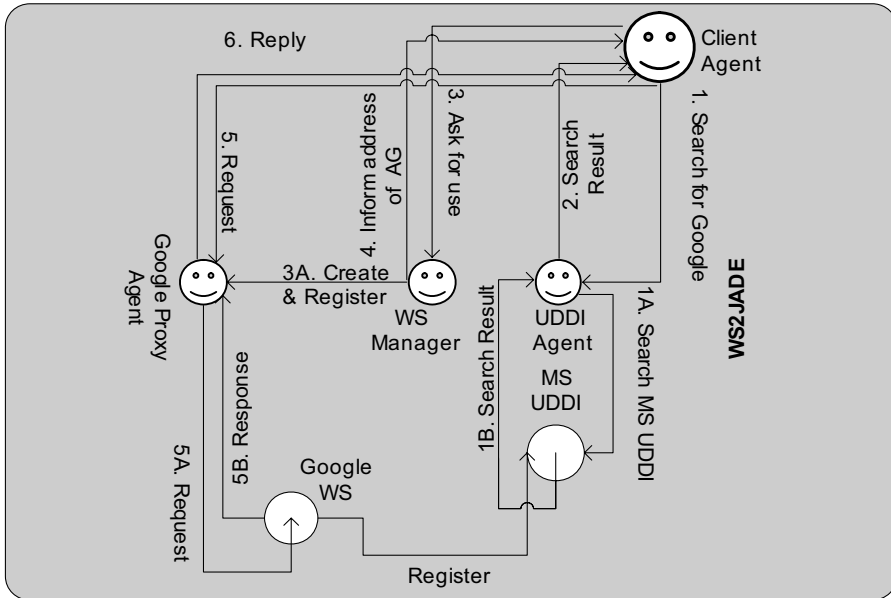 6. Reply
Client
Agent
1. Search for Google
3. Ask for use
4. Inform address
of AG
2. Search
Result
5. Request
Google Proxy
Agent
3A. Create
& Register
WS
Manager
UDDI
Agent
1A. Search MS UDDI
WS2JADE
1B. Search Result
MS
UDDI
5B. Response
5A. Request
Google
WS
Register